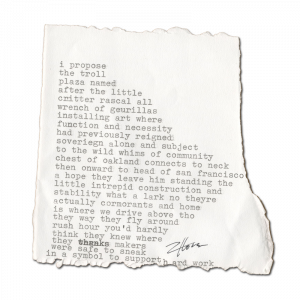 i propose
the troll
plaza named
after the little
critter rascal all
wrench of geurillas
installing art where
function and necessity
had previously reigned
soveriegn alone and subject
to the wild whims of community
chest of oakland connects to neck
then onward to head of san francisco
a hope they leave him standing the
little intrepid construction and
stability what a lark no theyre
actually cormorants and home
is where we drive above tho
they way they fly around
rush hour you'd hardly
think they knew where
they makers
were safe to sneak
in a symbol to support hard work